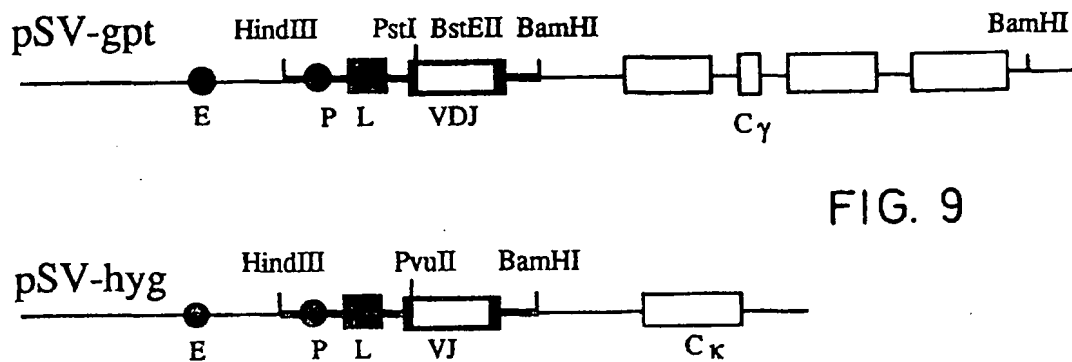 pSV-gpt
HindIII PstI BstEII BamHI BamHI
E P L VDJ Cγ
FIG. 9
pSV-hyg
HindIII PvuII BamHI
E P L VJ Cκ